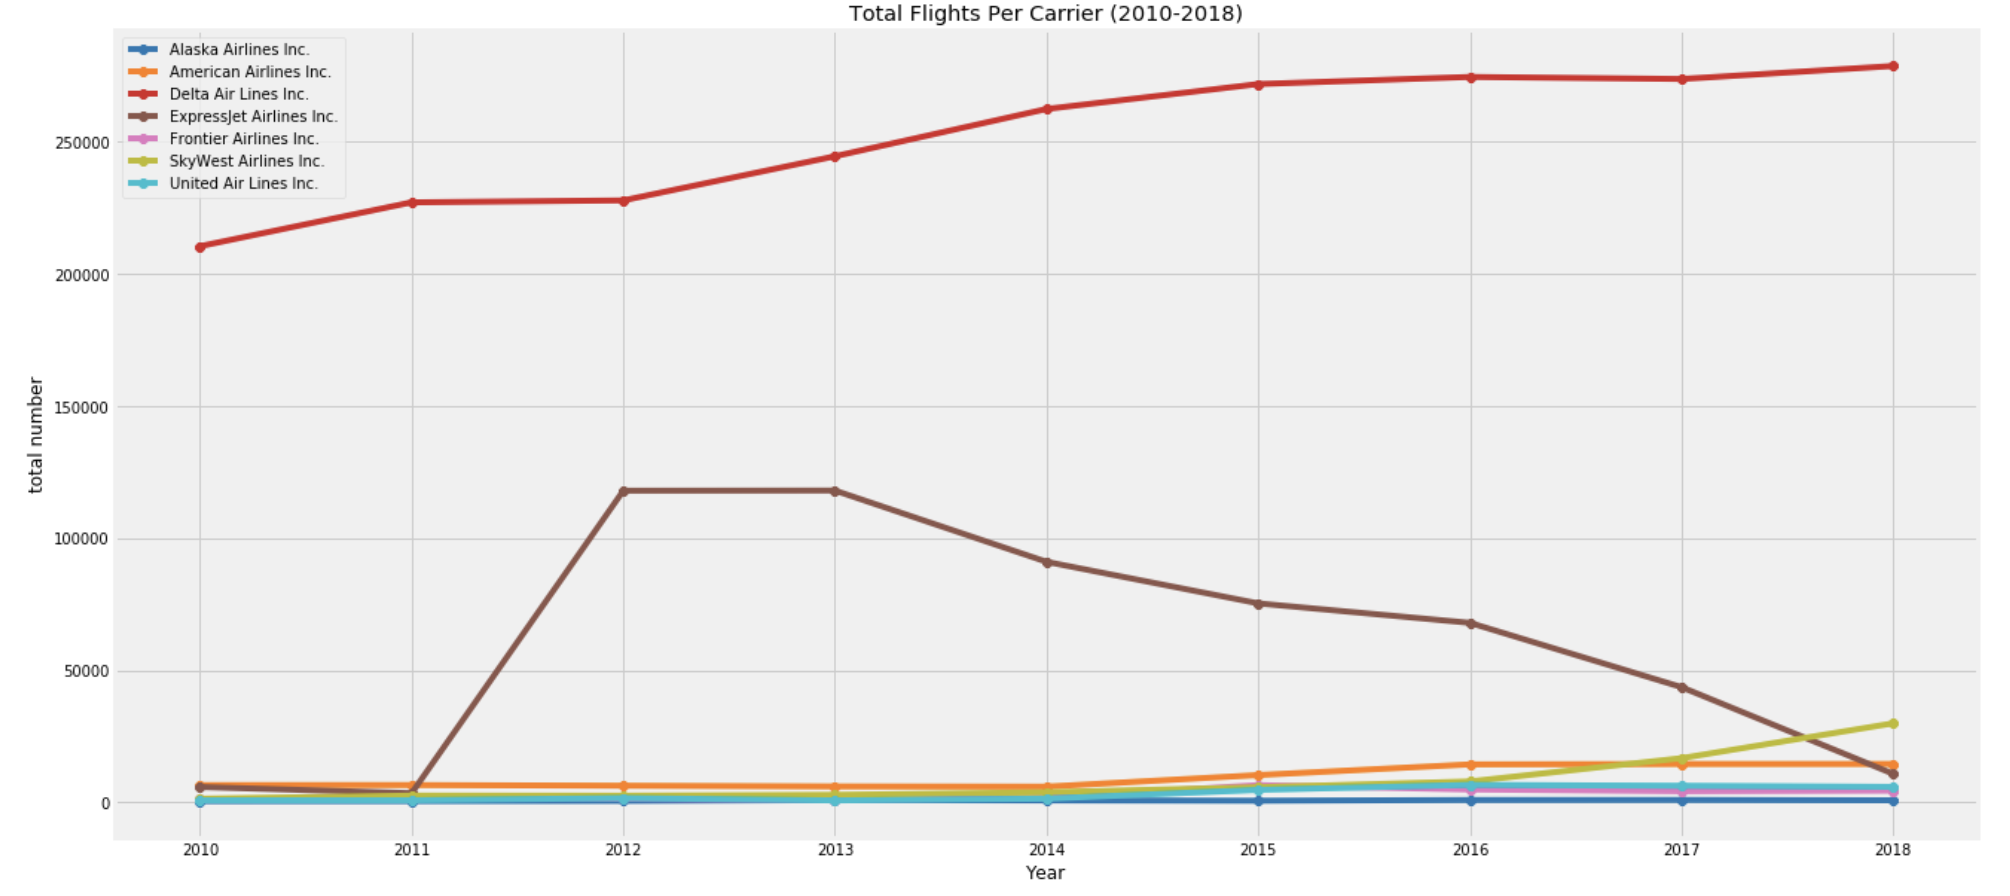 Total Flights Per Carrier (2010-2018)
Alaska Airlines Inc.
American Airlines Inc.
Delta Air Lines Inc.
ExpressJet Airlines Inc.
Frontier Airlines Inc.
SkyWest Airlines Inc.
United Air Lines Inc.
250000
200000
150000
100000
50000
0
total number
2010 2011 2012 2013 2014 2015 2016 2017 2018
Year